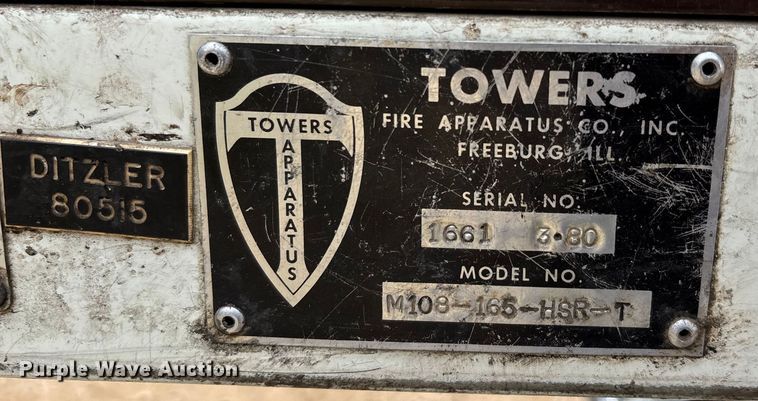 DITZLER
80515
TOWERS
APPARATUS
TOWERS
FIRE APPARATUS CO., INC.
FREEBURG, ILL.
SERIAL NO.
1661 3-80
MODEL NO.
M108-165-HSR-T
Purple Wave Auction